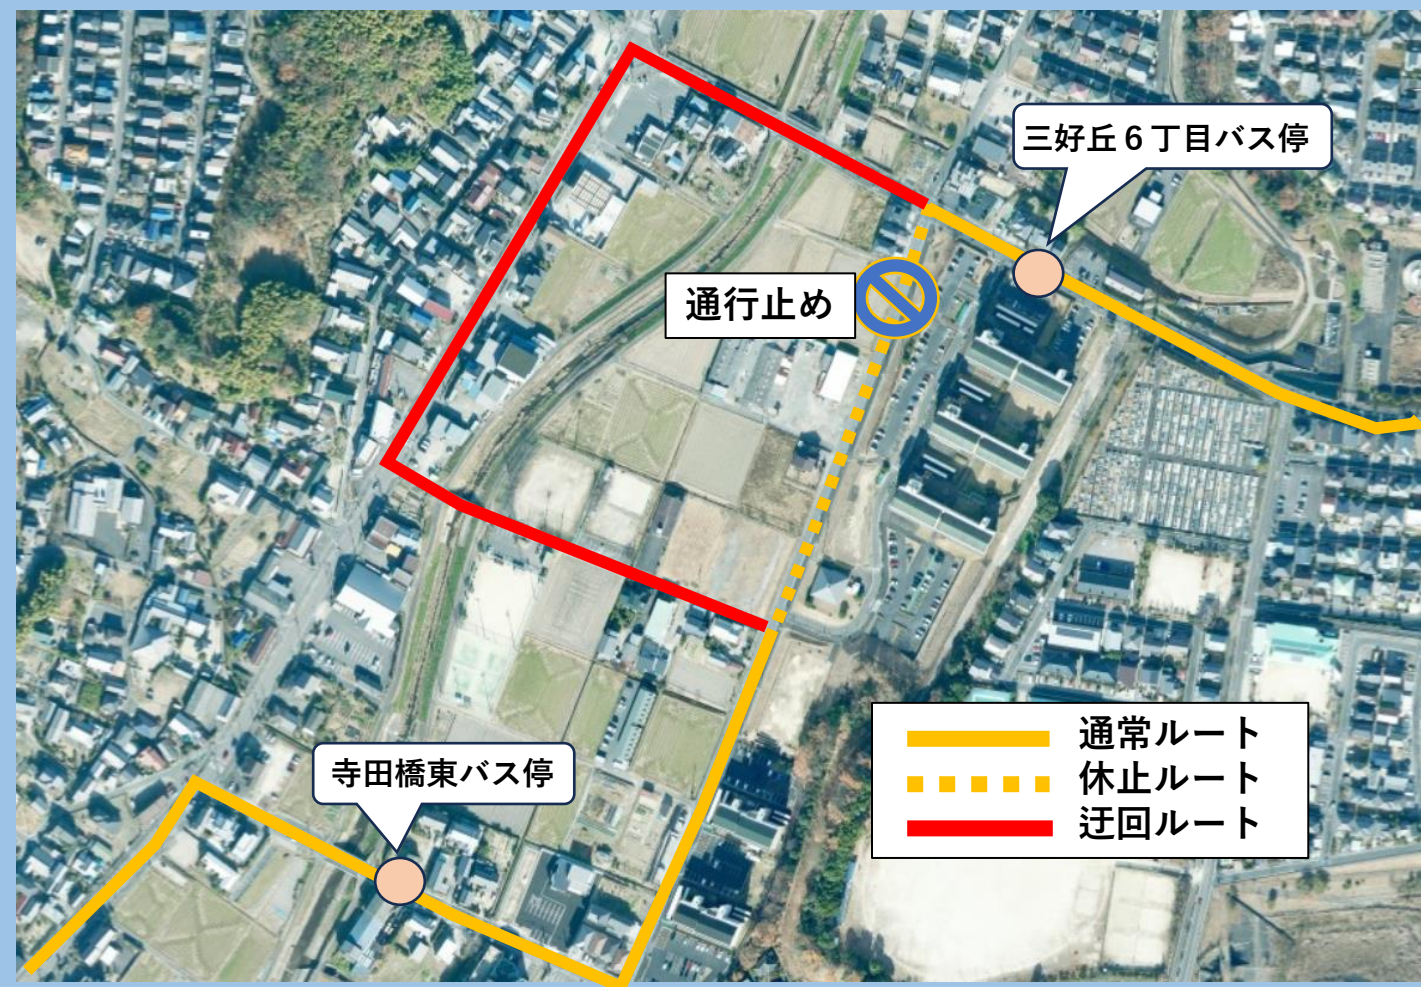 三好丘６丁目バス停
通行止め
寺田橋東バス停
通常ルート
休止ルート
迂回ルート